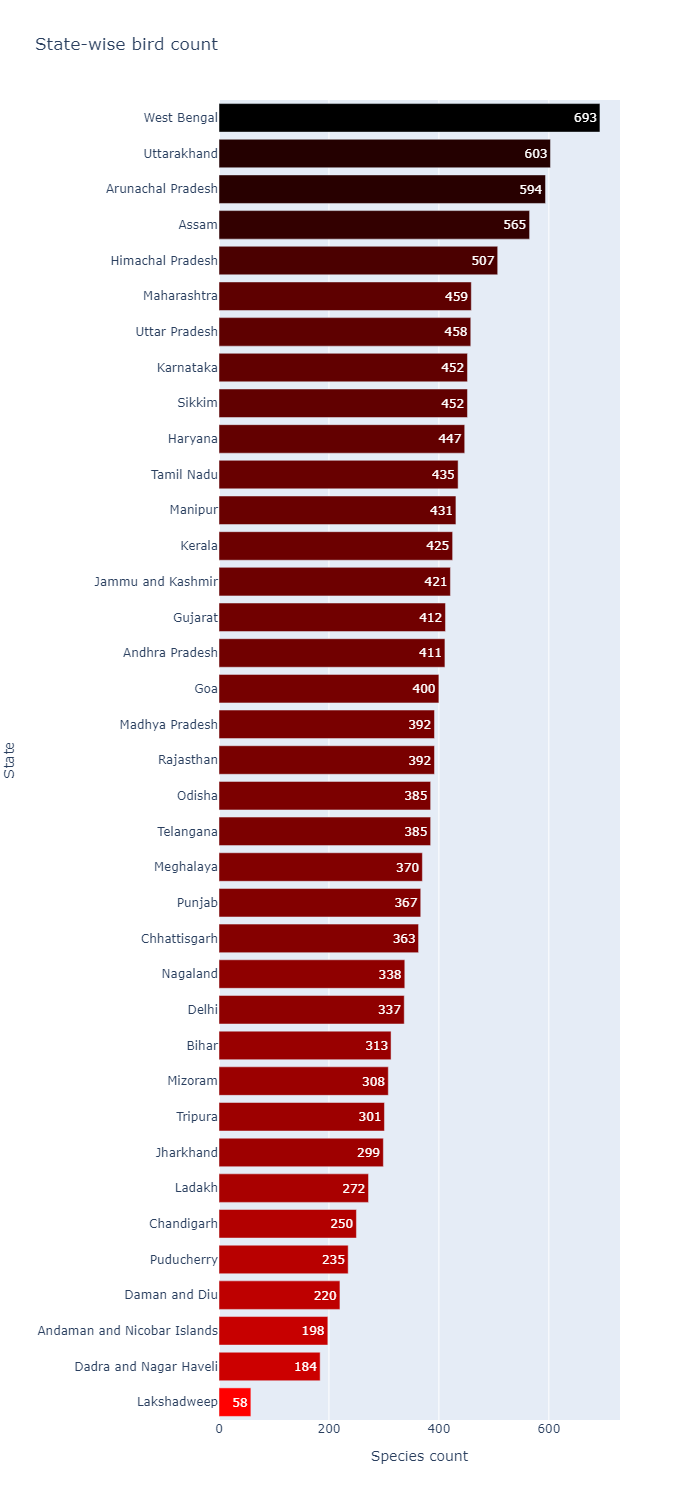 State-wise bird count
West Bengal 693
Uttarakhand 603
Arunachal Pradesh 594
Assam 565
Himachal Pradesh 507
Maharashtra 459
Uttar Pradesh 458
Karnataka 452
Sikkim 452
Haryana 447
Tamil Nadu 435
Manipur 431
Kerala 425
Jammu and Kashmir 421
Gujarat 412
Andhra Pradesh 411
Goa 400
Madhya Pradesh 392
Rajasthan 392
Odisha 385
Telangana 385
Meghalaya 370
Punjab 367
Chhattisgarh 363
Nagaland 338
Delhi 337
Bihar 313
Mizoram 308
Tripura 301
Jharkhand 299
Ladakh 272
Chandigarh 250
Puducherry 235
Daman and Diu 220
Andaman and Nicobar Islands 198
Dadra and Nagar Haveli 184
Lakshadweep 58
0 200 400 600
Species count
State